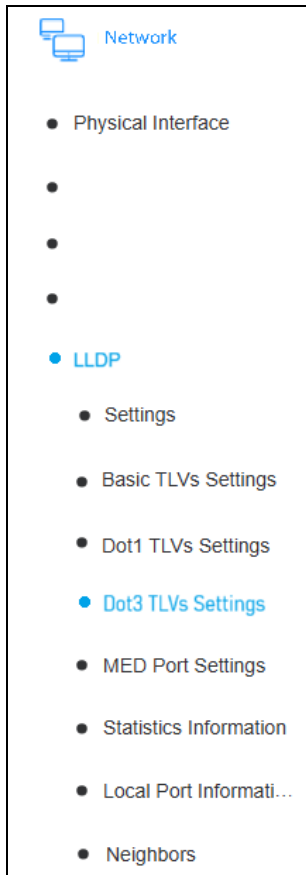 Network
Physical Interface
LLDP
Settings
Basic TLVs Settings
Dot1 TLVs Settings
Dot3 TLVs Settings
MED Port Settings
Statistics Information
Local Port Informati...
Neighbors